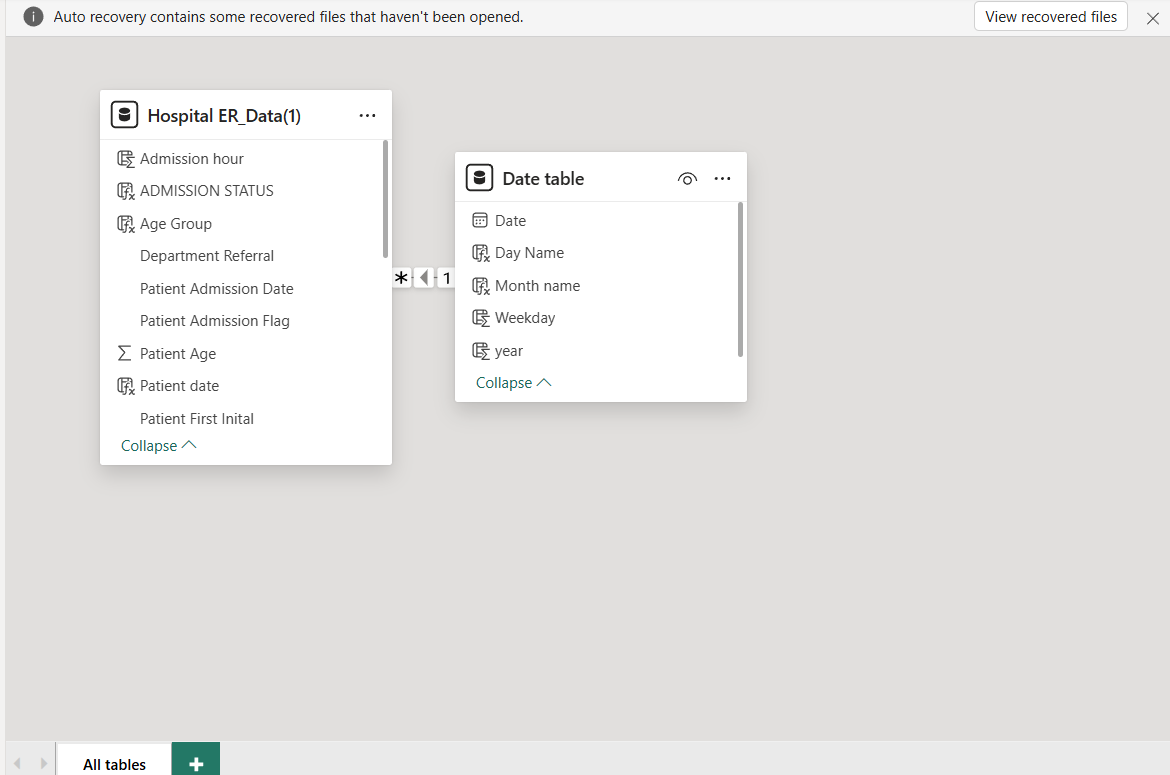 Auto recovery contains some recovered files that haven't been opened.
View recovered files
Hospital ER_Data(1)
Admission hour
ADMISSION STATUS
Age Group
Department Referral
Patient Admission Date
Patient Admission Flag
Patient Age
Patient date
Patient First Inital
Collapse
* 1
Date table
Date
Day Name
Month name
Weekday
year
Collapse
All tables